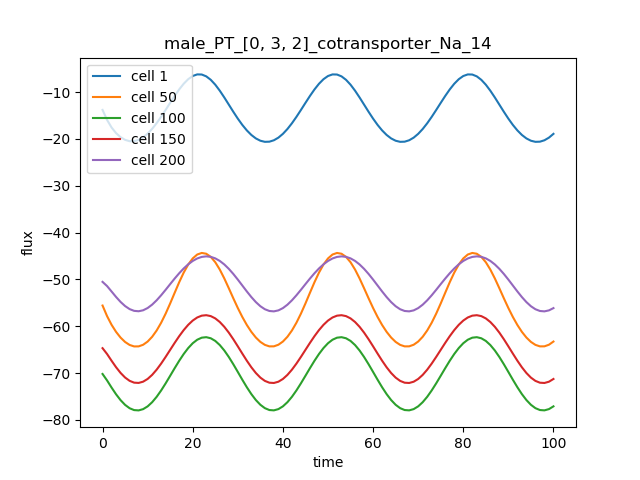 male_PT_[0, 3, 2]_cotransporter_Na_14
cell 1
cell 50
cell 100
cell 150
cell 200
flux
−10
−20
−30
−40
−50
−60
−70
−80
0 20 40 60 80 100
time